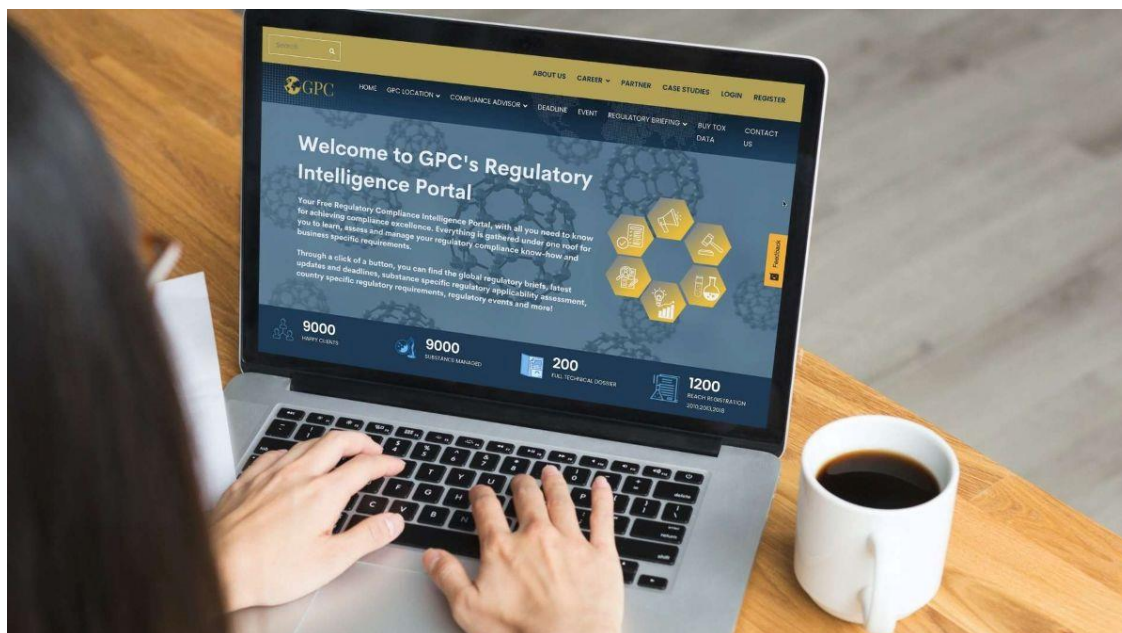 Search
ABOUT US CAREER PARTNER CASE STUDIES LOGIN REGISTER
GPC
HOME GPC LOCATION COMPLIANCE ADVISOR DEADLINE EVENT REGULATORY BRIEFING BUY TOX DATA CONTACT US
Welcome to GPC's Regulatory
Intelligence Portal
Your Free Regulatory Compliance Intelligence Portal, with all you need to know
for achieving compliance excellence. Everything is gathered under one roof for
you to learn, assess and manage your regulatory compliance know-how and
business specific requirements.
Through a click of a button, you can find the global regulatory briefs, latest
updates and deadlines, substance specific regulatory applicability assessment,
country specific regulatory requirements, regulatory events and more!
Feedback
9000
HAPPY CLIENTS
9000
SUBSTANCE MANAGED
200
FULL TECHNICAL DOSSIER
1200
REACH REGISTRATION
2010,2013,2018